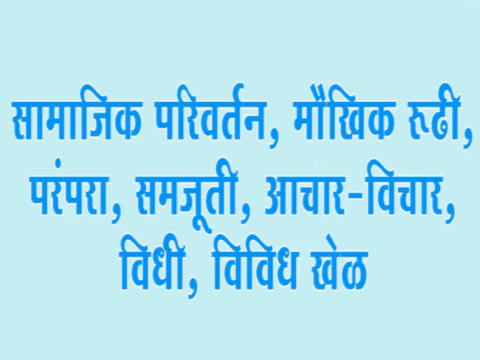 सामाजिक परिवर्तन, मौखिक रूढी,
परंपरा, समजूती, आचार-विचार,
विधी, विविध खेळ